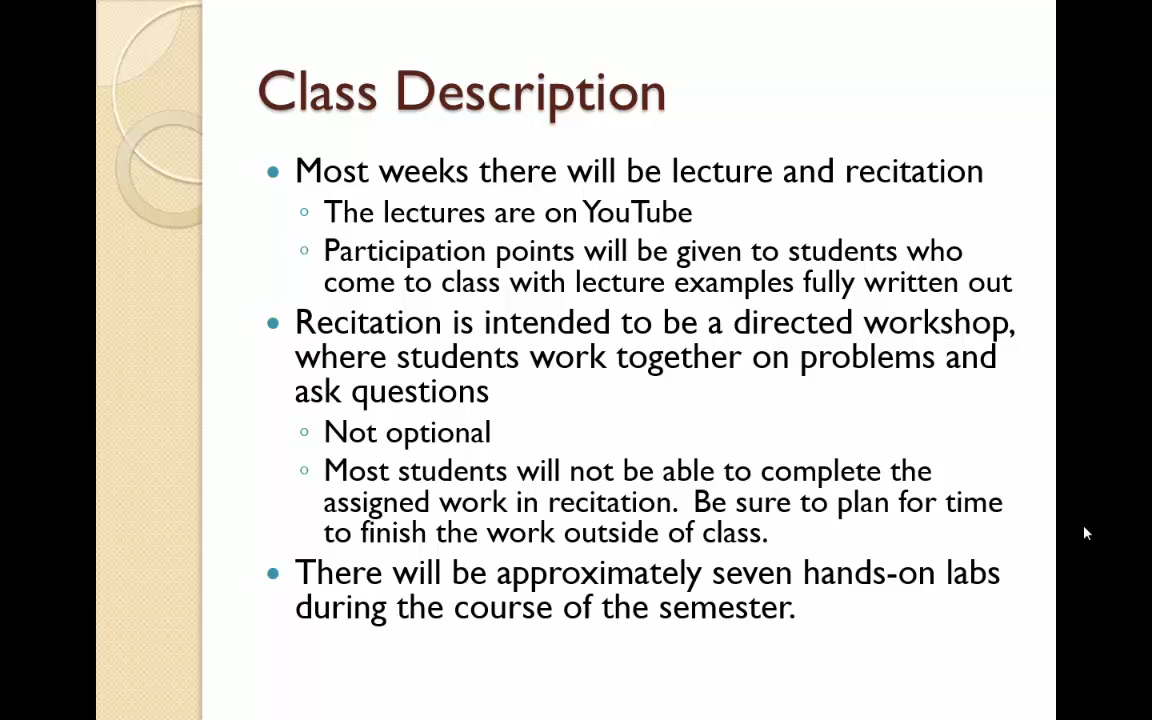 Class Description
• Most weeks there will be lecture and recitation
◦ The lectures are on YouTube
◦ Participation points will be given to students who
come to class with lecture examples fully written out
• Recitation is intended to be a directed workshop,
where students work together on problems and
ask questions
◦ Not optional
◦ Most students will not be able to complete the
assigned work in recitation.  Be sure to plan for time
to finish the work outside of class.
• There will be approximately seven hands-on labs
during the course of the semester.